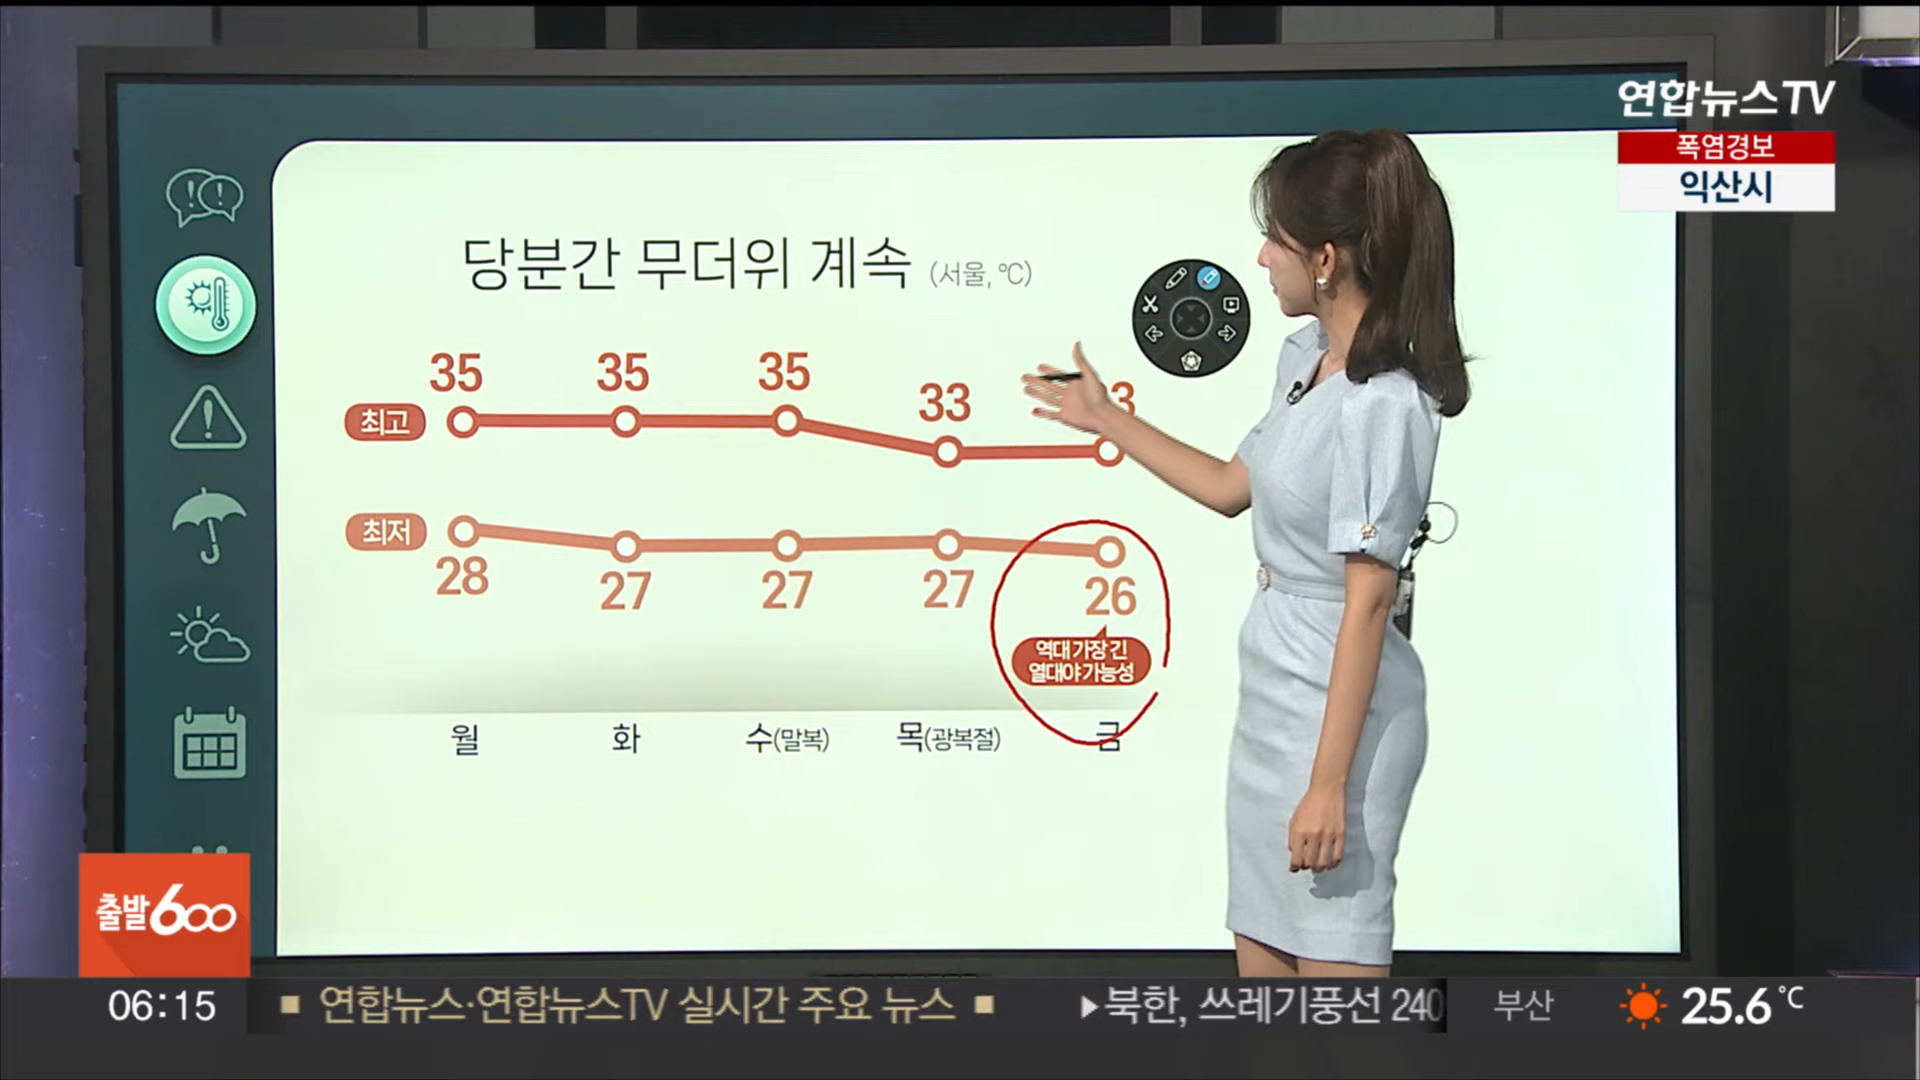 연합뉴스TV
폭염경보
익산시
당분간 무더위 계속 (서울, ℃)
35 35 35 33
최고
최저
28 27 27 27 26
역대 가장 긴
열대야 가능성
월 화 수(말복) 목(광복절) 금
출발600
06:15 ■ 연합뉴스·연합뉴스TV 실시간 주요 뉴스 ■ ▶북한, 쓰레기풍선 240 부산 25.6℃